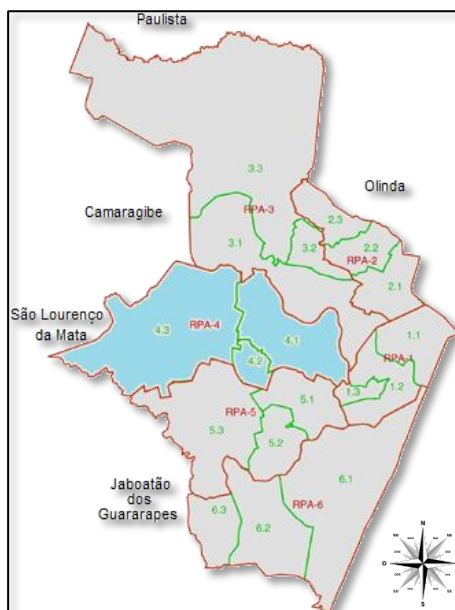 Paulista
3.3
Olinda
Camaragibe
RPA-3
2.3
3.1
3.2
2.2
RPA-2
2.1
São Lourenço
da Mata
4.3
RPA-4
4.1
1.1
4.2
RPA-1
1.3
1.2
5.1
RPA-5
5.3
5.2
Jaboatão
dos
Guararapes
6.1
6.3
RPA-6
6.2
N
O
E
S